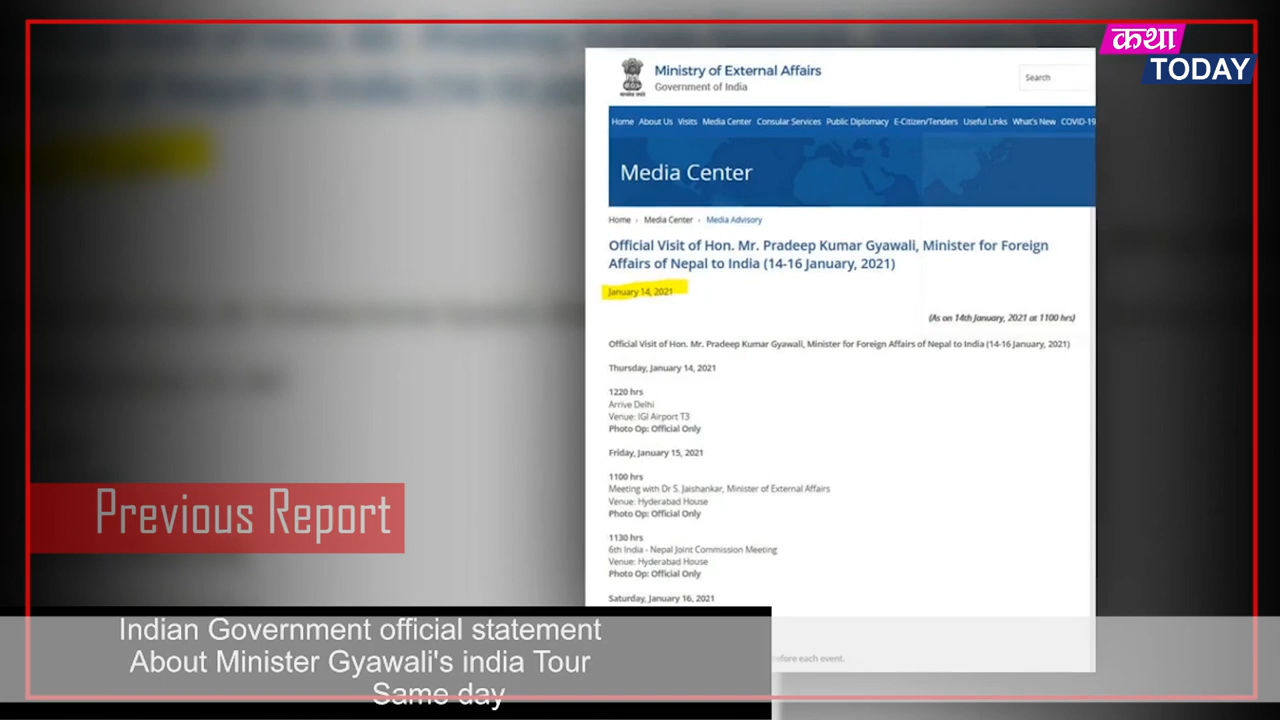 कथा
TODAY
Ministry of External Affairs
Government of India
Search
Home About Us Visits Media Center Consular Services Public Diplomacy E-Citizen/Tenders Useful Links What's New COVID-19
Media Center
Home › Media Center › Media Advisory
Official Visit of Hon. Mr. Pradeep Kumar Gyawali, Minister for Foreign
Affairs of Nepal to India (14-16 January, 2021)
January 14, 2021
(As on 14th January, 2021 at 1100 hrs)
Official Visit of Hon. Mr. Pradeep Kumar Gyawali, Minister for Foreign Affairs of Nepal to India (14-16 January, 2021)
Thursday, January 14, 2021
1220 hrs
Arrive Delhi
Venue: IGI Airport T3
Photo Op: Official Only
Friday, January 15, 2021
1100 hrs
Meeting with Dr S. Jaishankar, Minister of External Affairs
Venue: Hyderabad House
Photo Op: Official Only
1130 hrs
6th India - Nepal Joint Commission Meeting
Venue: Hyderabad House
Photo Op: Official Only
Saturday, January 16, 2021
each event.
Previous Report
Indian Government official statement
About Minister Gyawali's india Tour
Same day